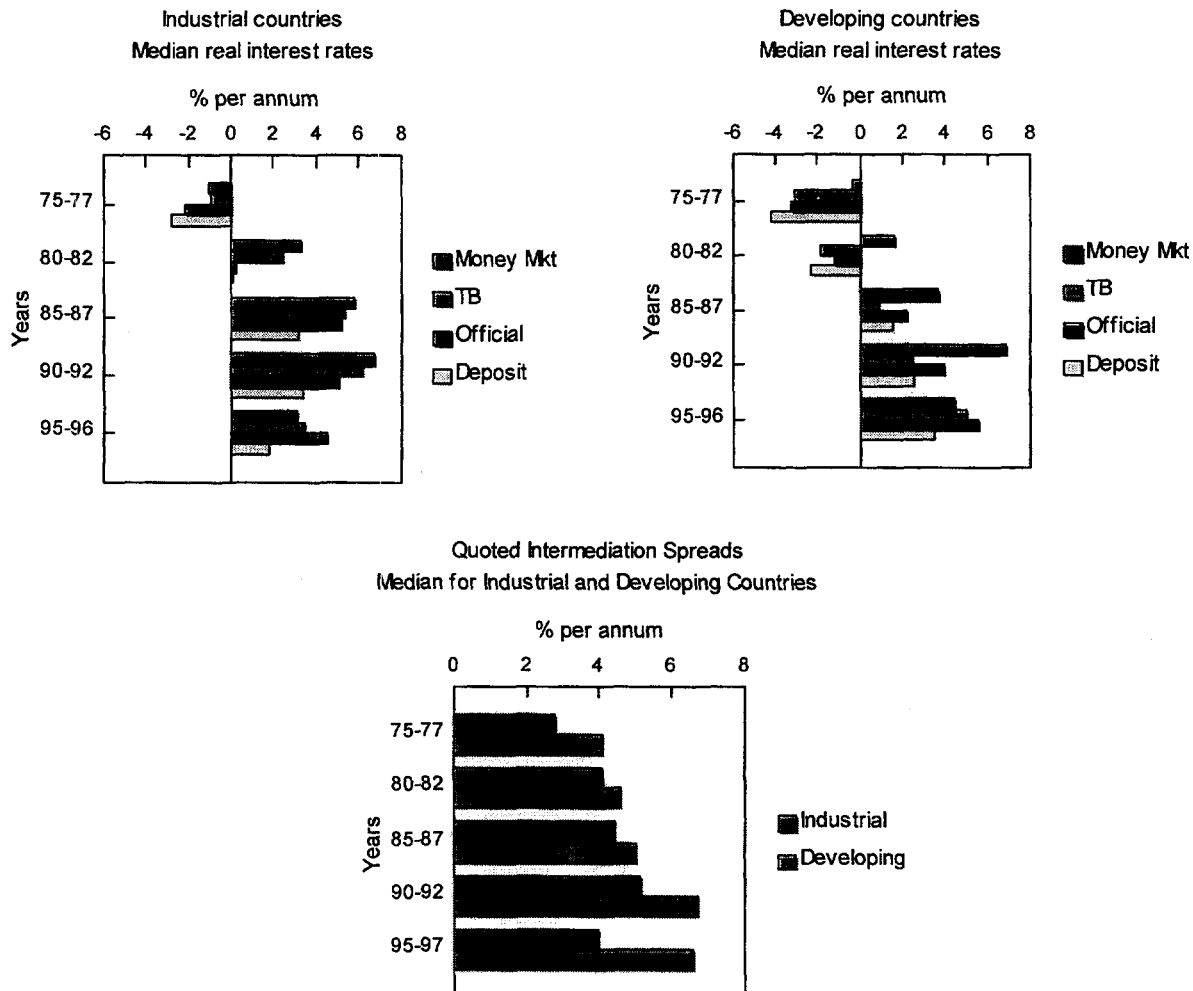 Industrial countries
Median real interest rates
% per annum
-6 -4 -2 0 2 4 6 8
Years
75-77
80-82
85-87
90-92
95-96
Money Mkt
TB
Official
Deposit
Developing countries
Median real interest rates
% per annum
-6 -4 -2 0 2 4 6 8
Years
75-77
80-82
85-87
90-92
95-96
Money Mkt
TB
Official
Deposit
Quoted Intermediation Spreads
Median for Industrial and Developing Countries
% per annum
0 2 4 6 8
Years
75-77
80-82
85-87
90-92
95-97
Industrial
Developing